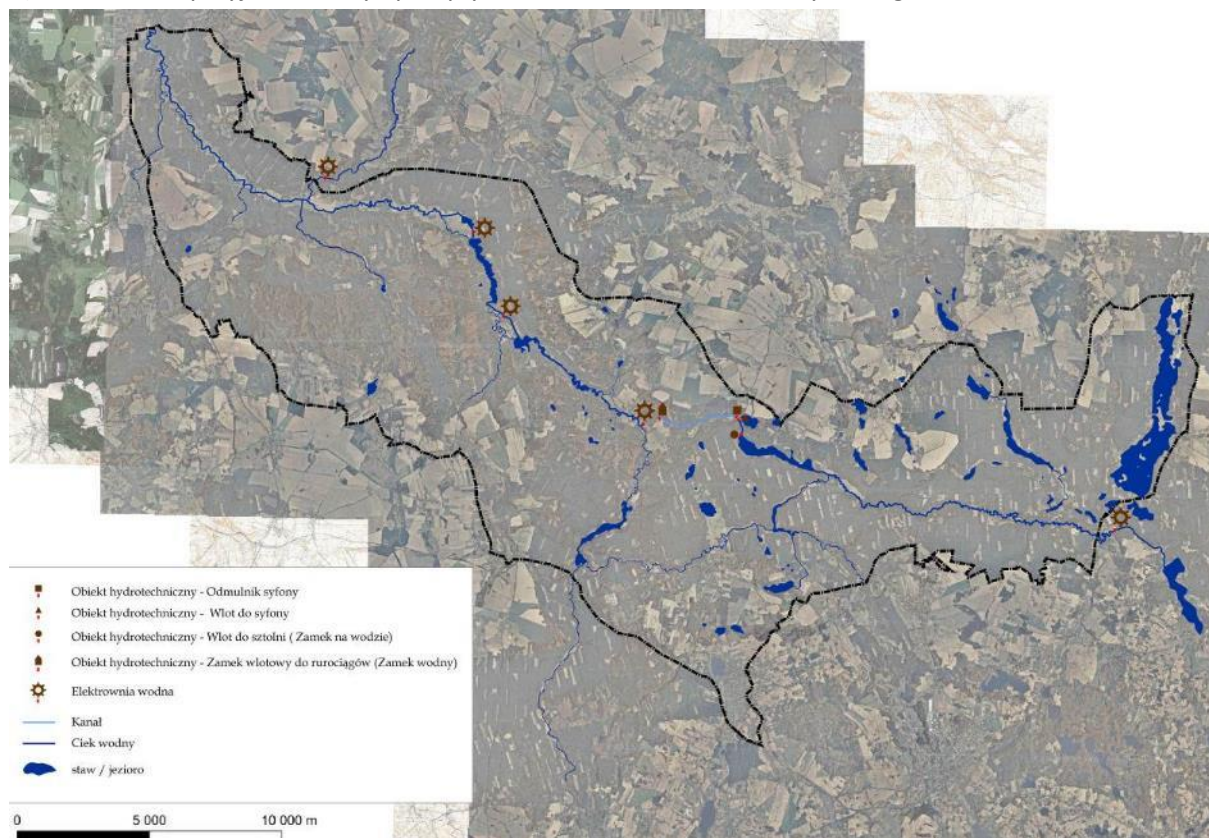 Obiekt hydrotechniczny - Odmulnik syfony
Obiekt hydrotechniczny - Wlot do syfony
Obiekt hydrotechniczny - Wlot do sztolni ( Zamek na wodzie)
Obiekt hydrotechniczny - Zamek wlotowy do rurociągów (Zamek wodny)
Elektrownia wodna
Kanał
Ciek wodny
staw / jezioro
0 5 000 10 000 m